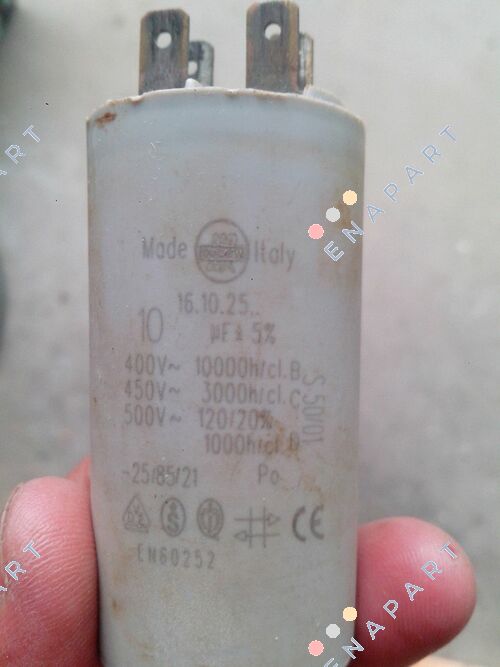 Made Italy
16.10.25..
10 µF± 5%
400V~ 10000h/cl.B
450V~ 3000h/cl.C
500V~ 120/20%
1000h/cl.D
S.50/01
-25/85/21 Po
CE
EN60252
ENAPART
ENAPART
ENAPART
ENAPART